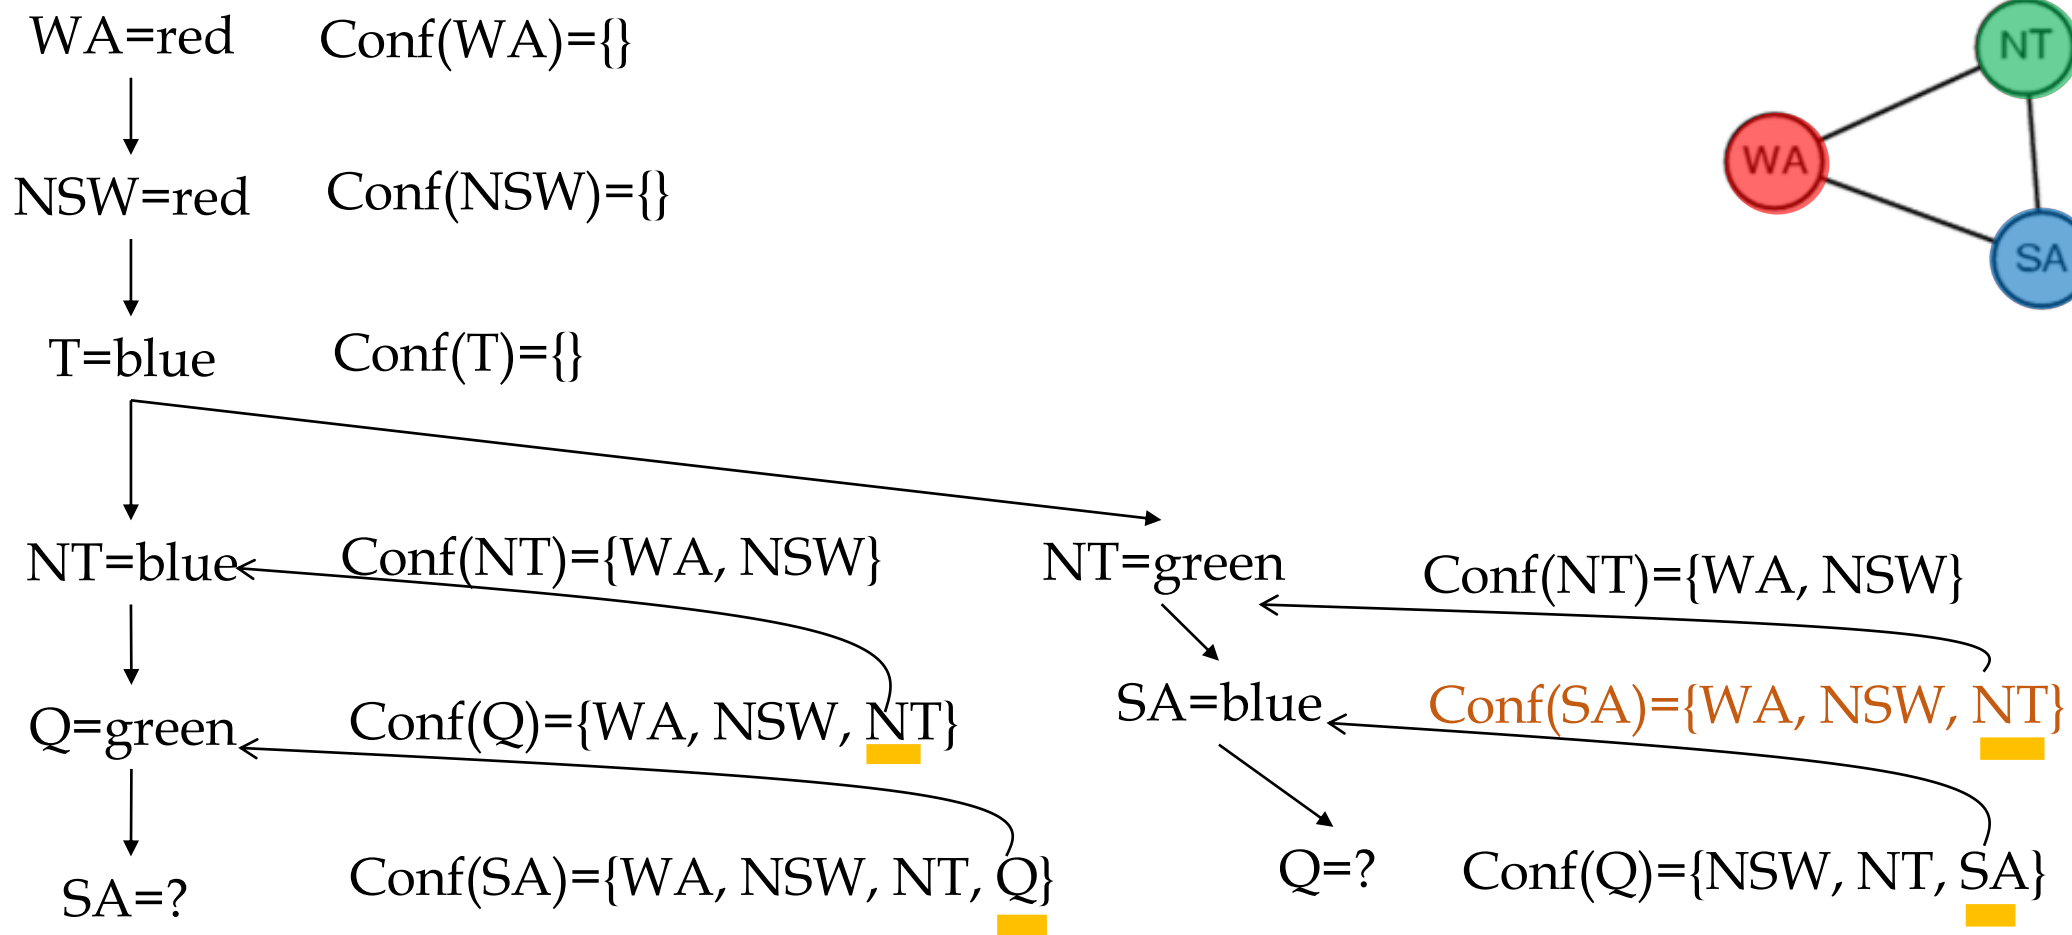 WA=red    Conf(WA)={}
NT
WA
NSW=red    Conf(NSW)={}
SA
T=blue    Conf(T)={}
NT=blue    Conf(NT)={WA, NSW}    NT=green    Conf(NT)={WA, NSW}
Q=green    Conf(Q)={WA, NSW, NT}    SA=blue    Conf(SA)={WA, NSW, NT}
SA=?    Conf(SA)={WA, NSW, NT, Q}    Q=?    Conf(Q)={NSW, NT, SA}